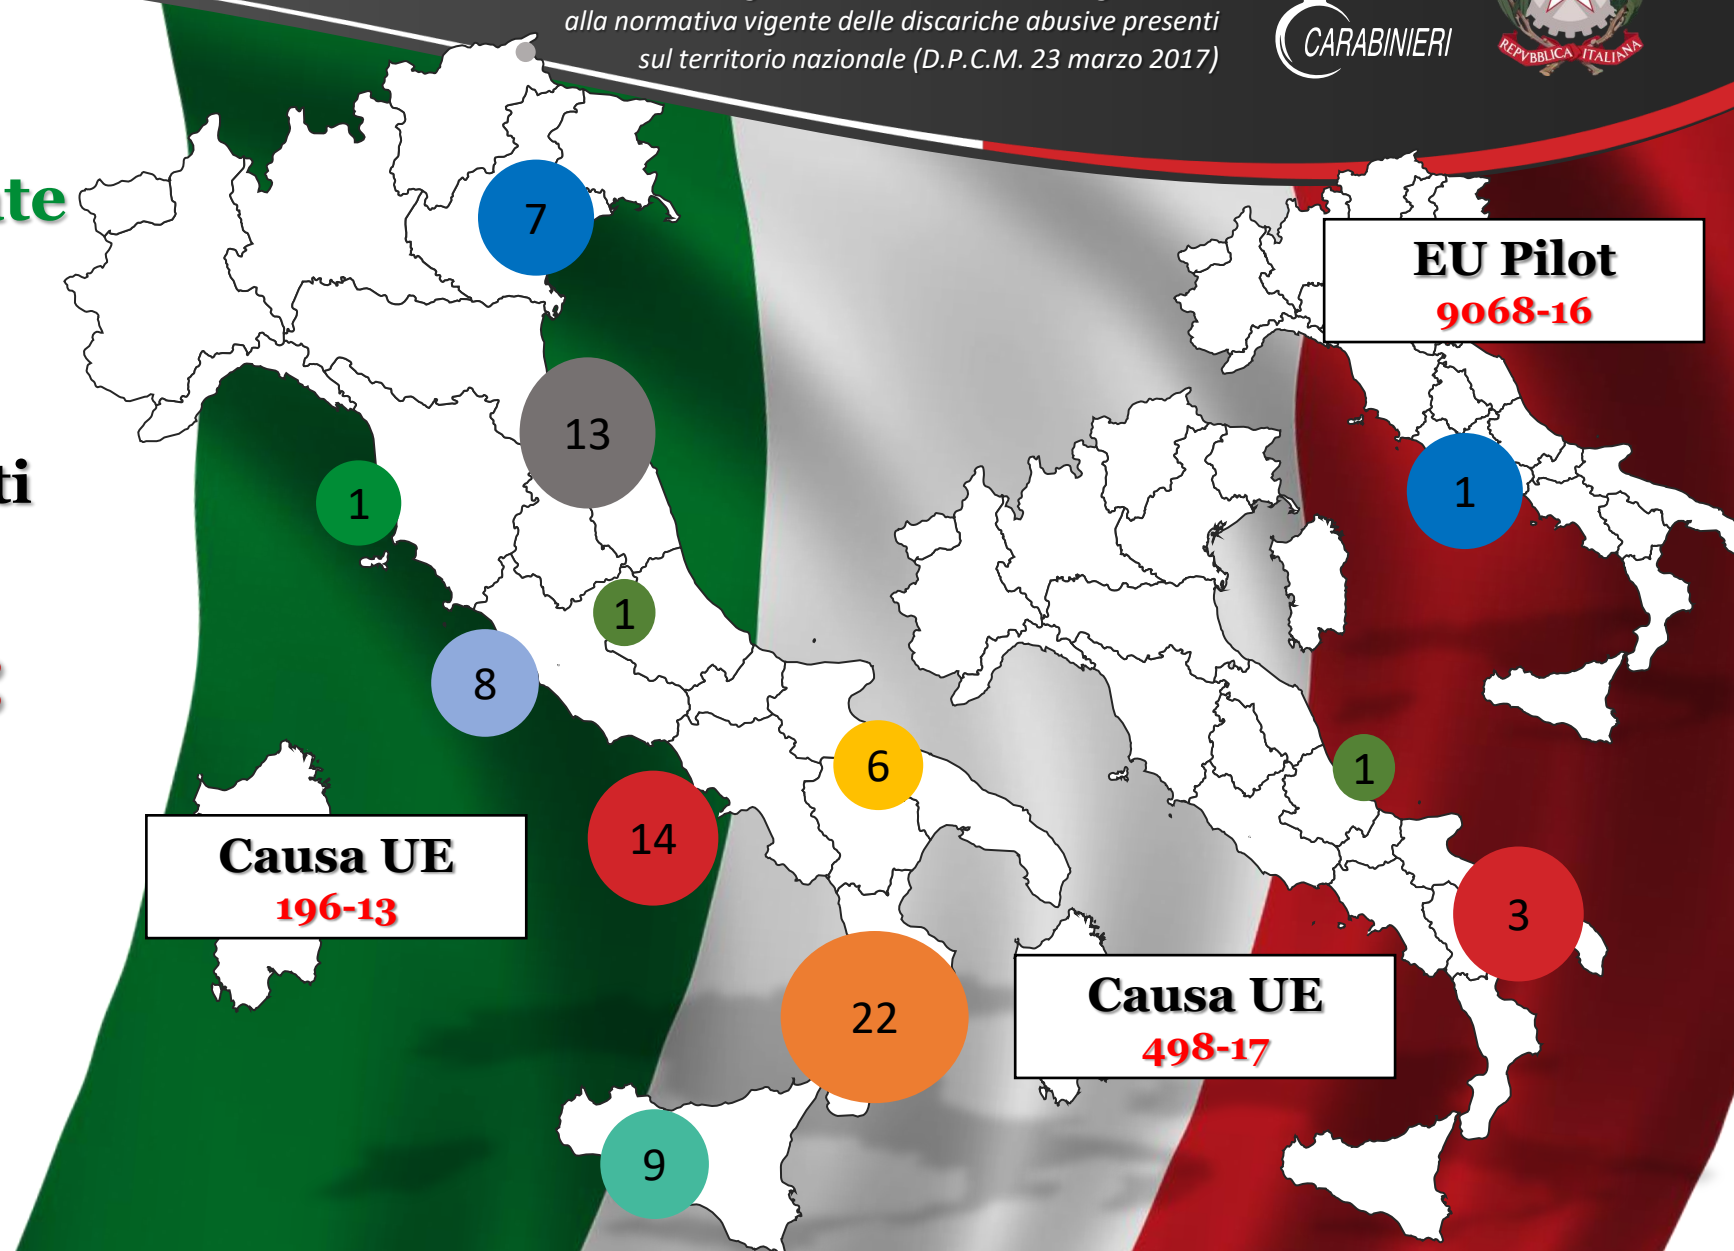 alla normativa vigente delle discariche abusive presenti
sul territorio nazionale (D.P.C.M. 23 marzo 2017)
CARABINIERI
REPVBBLICA ITALIANA
7
EU Pilot
9068-16
13
1
1
1
8
6
1
14
Causa UE
196-13
3
22
Causa UE
498-17
9